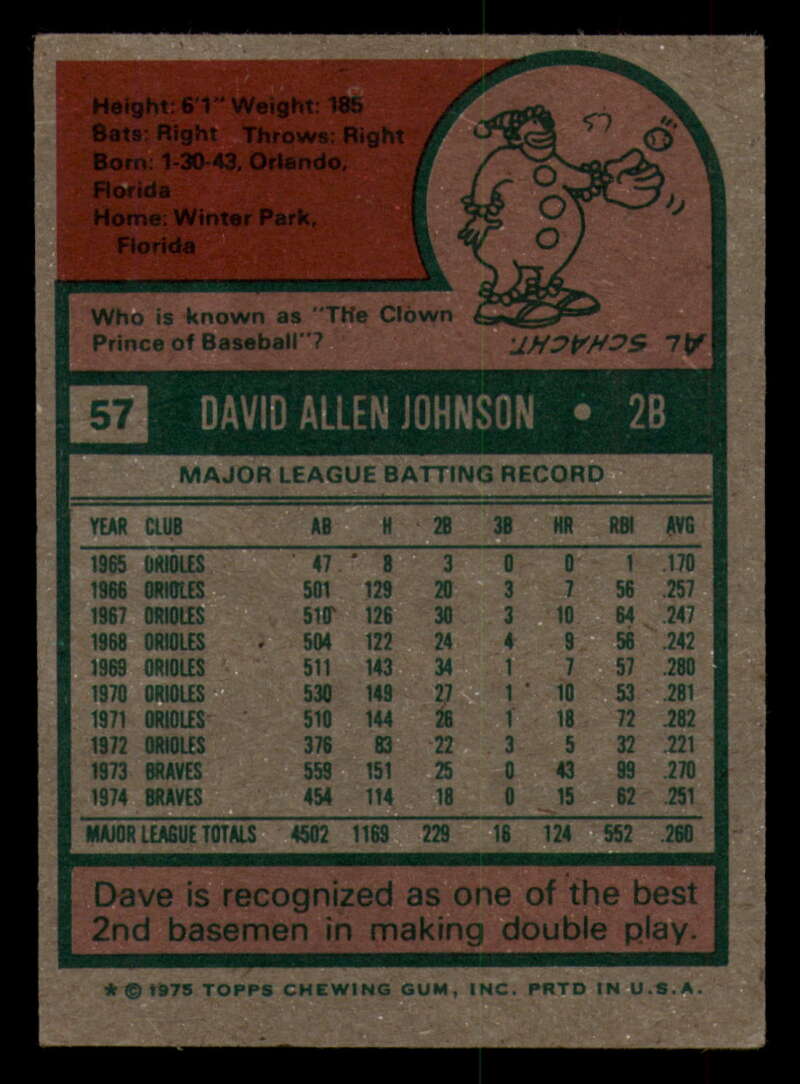 Height: 6'1" Weight: 185
Bats: Right Throws: Right
Born: 1-30-43, Orlando,
Florida
Home: Winter Park,
Florida
Who is known as "The Clown
Prince of Baseball"?
AL SCHACHT.
57 DAVID ALLEN JOHNSON • 2B
MAJOR LEAGUE BATTING RECORD
YEAR CLUB AB H 2B 3B HR RBI AVG
1965 ORIOLES 47 8 3 0 0 1 .170
1966 ORIOLES 501 129 20 3 7 56 .257
1967 ORIOLES 510 126 30 3 10 64 .247
1968 ORIOLES 504 122 24 4 9 56 .242
1969 ORIOLES 511 143 34 1 7 57 .280
1970 ORIOLES 530 149 27 1 10 53 .281
1971 ORIOLES 510 144 26 1 18 72 .282
1972 ORIOLES 376 83 22 3 5 32 .221
1973 BRAVES 559 151 25 0 43 99 .270
1974 BRAVES 454 114 18 0 15 62 .251
MAJOR LEAGUE TOTALS 4502 1169 229 16 124 552 .260
Dave is recognized as one of the best
2nd basemen in making double play.
* © 1975 TOPPS CHEWING GUM, INC. PRTD IN U.S.A.